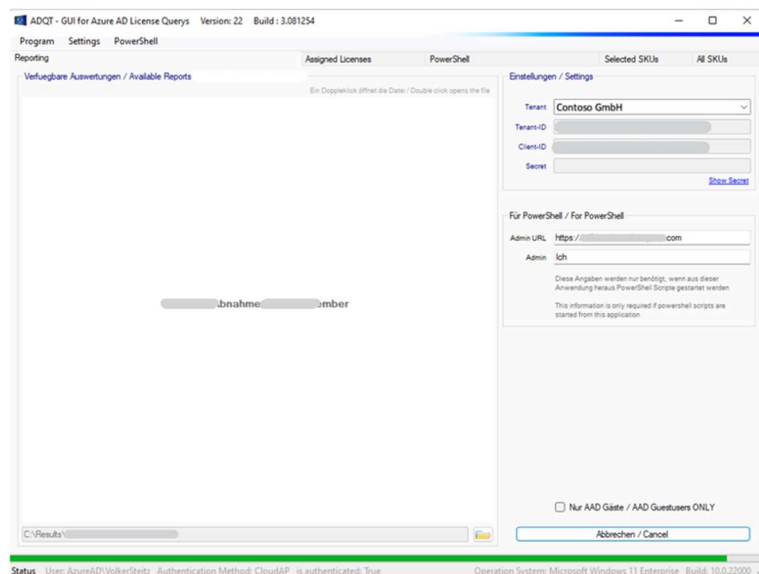 ADQT - GUI for Azure AD License Querys Version: 22 Build : 3.081254
Program Settings PowerShell
Reporting Assigned Licenses PowerShell Selected SKUs All SKUs
Verfuegbare Auswertungen / Available Reports
Ein Doppleklick öffnet die Datei / Double click opens the file
Einstellungen / Settings
Tenant Contoso GmbH
Tenant-ID
Client-ID
Secret
Show Secret
Für PowerShell / For PowerShell
Admin URL https:/ com
Admin Ich
Diese Angaben werden nur benötigt, wenn aus dieser
Anwendung heraus PowerShell Scripte gestartet werden
This information is only required if powershell scripts are
started from this application
bnahme ember
Nur AAD Gäste / AAD Guestusers ONLY
C:\Results\
Abbrechen / Cancel
Status User: AzureAD\VolkerSteitz Authentication Method: CloudAP is authenticated: True Operation System: Microsoft Windows 11 Enterprise Build: 10.0.22000